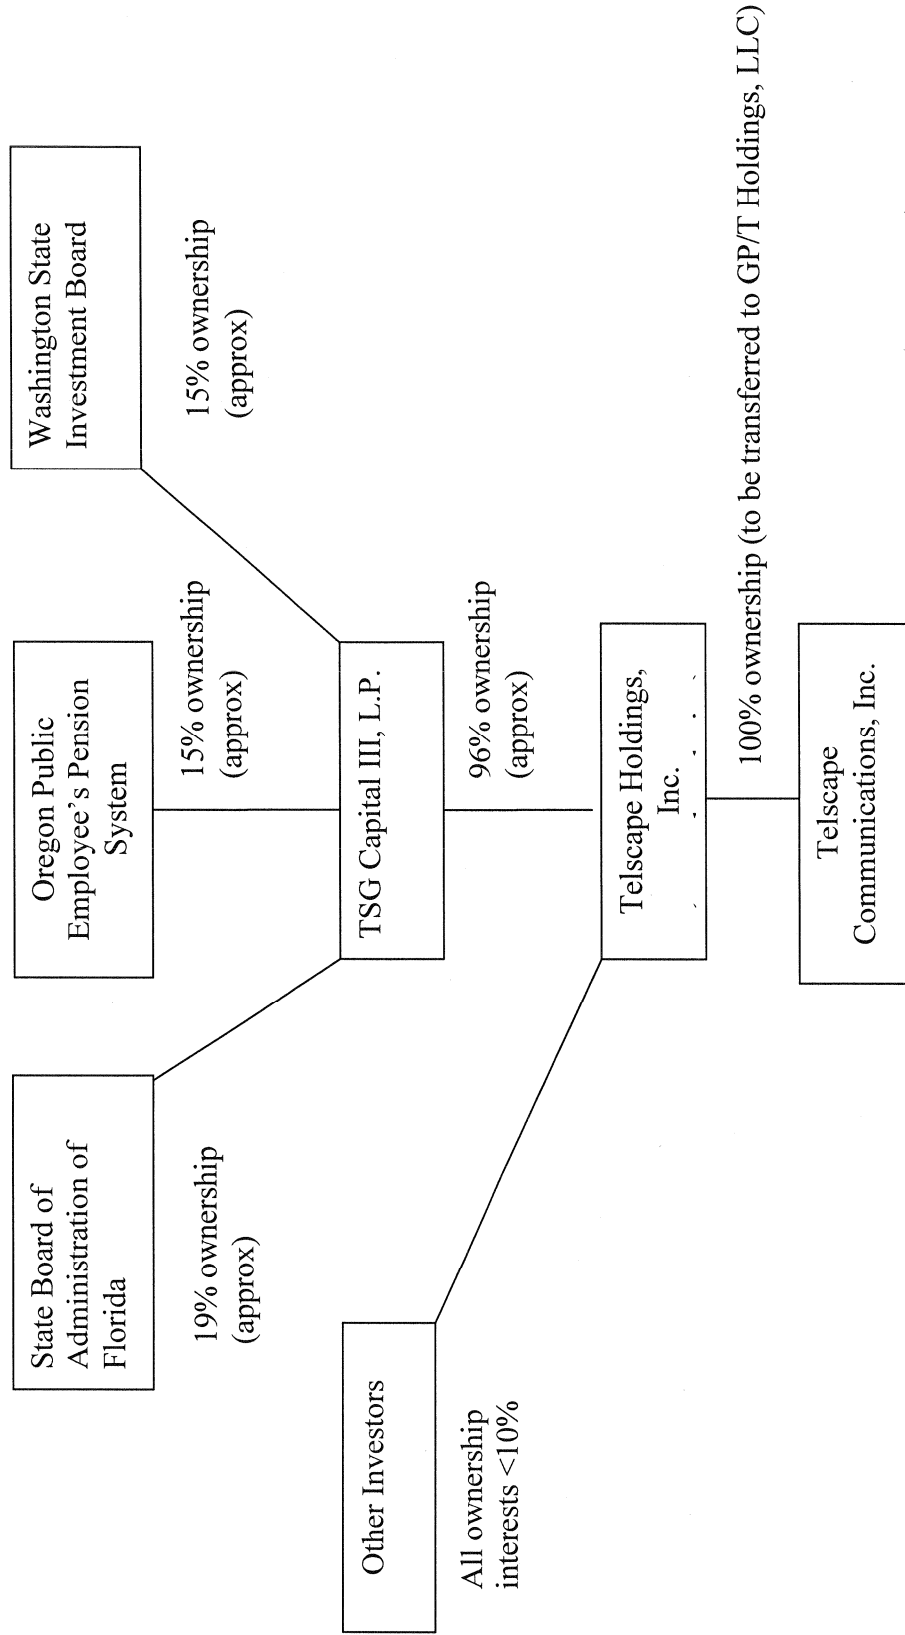 State Board of
Administration of
Florida
19% ownership
(approx)
Oregon Public
Employee's Pension
System
15% ownership
(approx)
Washington State
Investment Board
15% ownership
(approx)
TSG Capital III, L.P.
96% ownership
(approx)
Other Investors
All ownership
interests <10%
Telscape Holdings,
Inc.
100% ownership (to be transferred to GP/T Holdings, LLC)
Telscape
Communications, Inc.